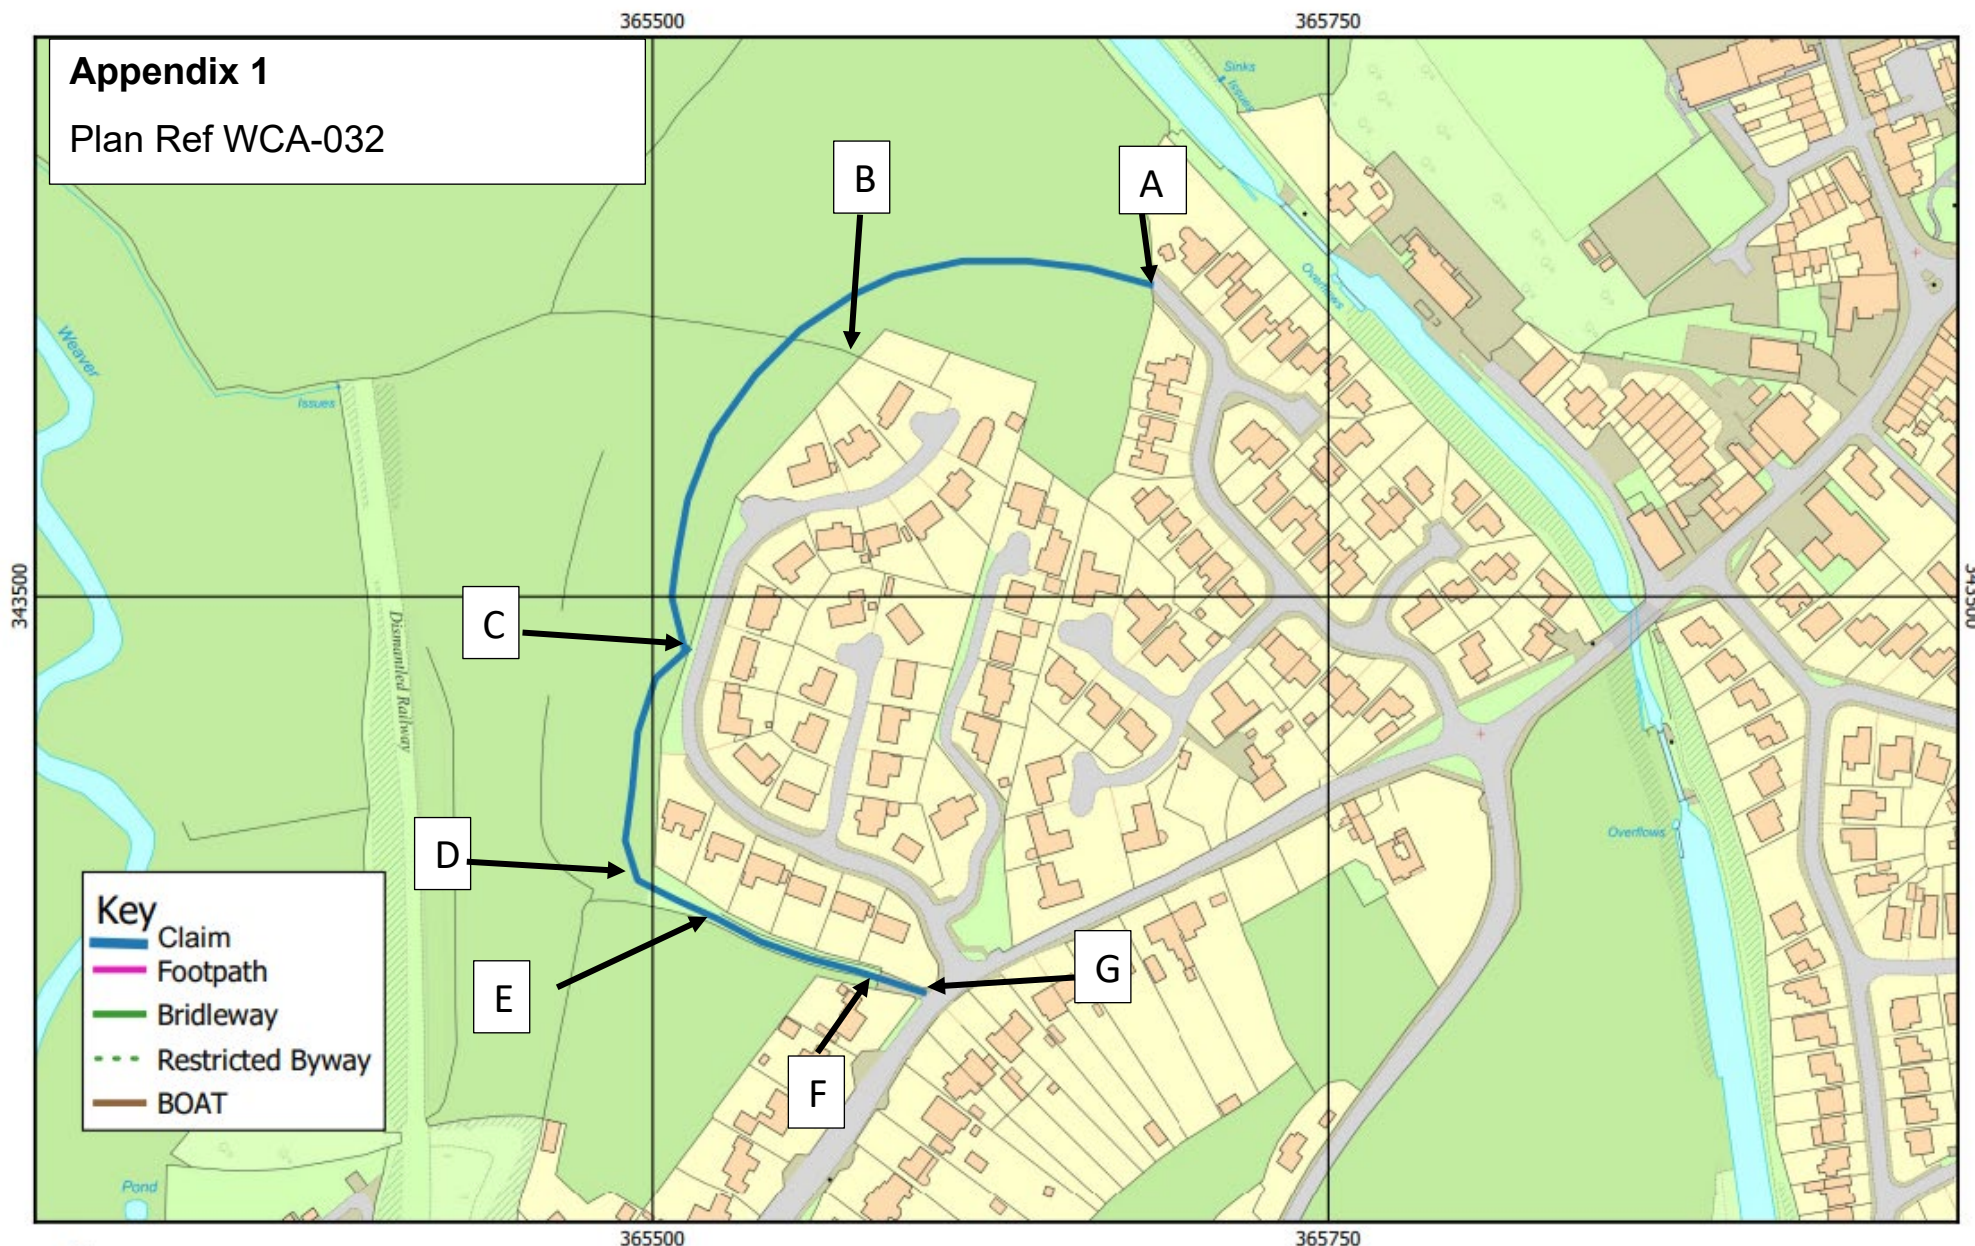 365500
365750
Appendix 1
Plan Ref WCA-032
Sinks
Issues
B
A
Overflows
Weaver
Issues
343500
343500
C
Dismantled Railway
D
Overflows
E
G
F
Key
Claim
Footpath
Bridleway
Restricted Byway
BOAT
Pond
365500
365750